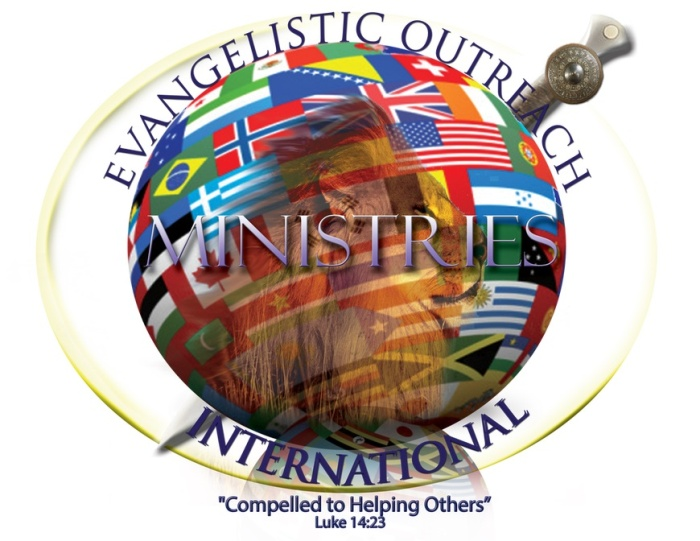 EVANGELISTIC OUTREACH
MINISTRIES
INTERNATIONAL
"Compelled to Helping Others”
Luke 14:23